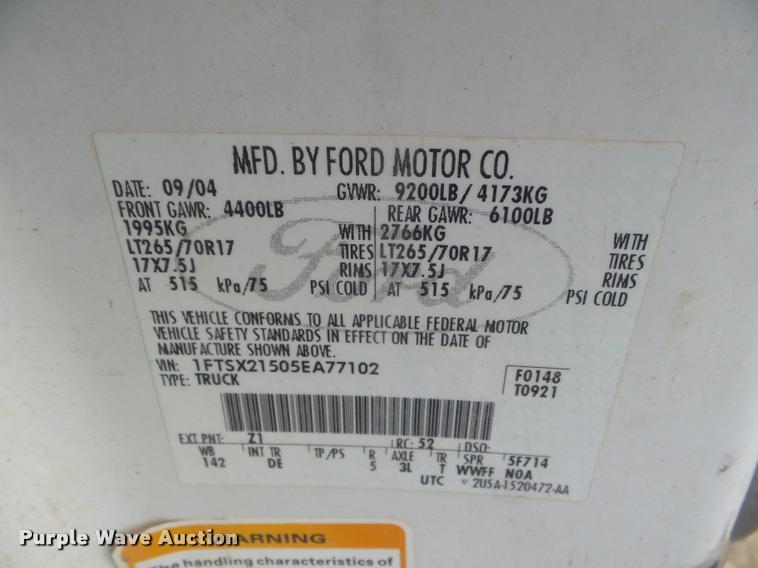 MFD. BY FORD MOTOR CO.
DATE: 09/04 GVWR: 9200LB/ 4173KG
FRONT GAWR: 4400LB REAR GAWR: 6100LB
1995KG WITH 2766KG WITH
LT265/70R17 TIRES LT265/70R17 TIRES
17X7.5J RIMS 17X7.5J RIMS
AT 515 kPa/75 PSI COLD AT 515 kPa/75 PSI COLD
Ford
THIS VEHICLE CONFORMS TO ALL APPLICABLE FEDERAL MOTOR
VEHICLE SAFETY STANDARDS IN EFFECT ON THE DATE OF
MANUFACTURE SHOWN ABOVE.
VIN: 1FTSX21505EA77102 F0148
TYPE: TRUCK T0921
EXT PNT: Z1 RC: 52 DSO:
WB INT TR TP/PS R AXLE TR SPR 5F714
142 DE 5 3L T WWFF NOA
UTC 2U5A-1520472-AA
Purple Wave Auction
WARNING
The handling characteristics of